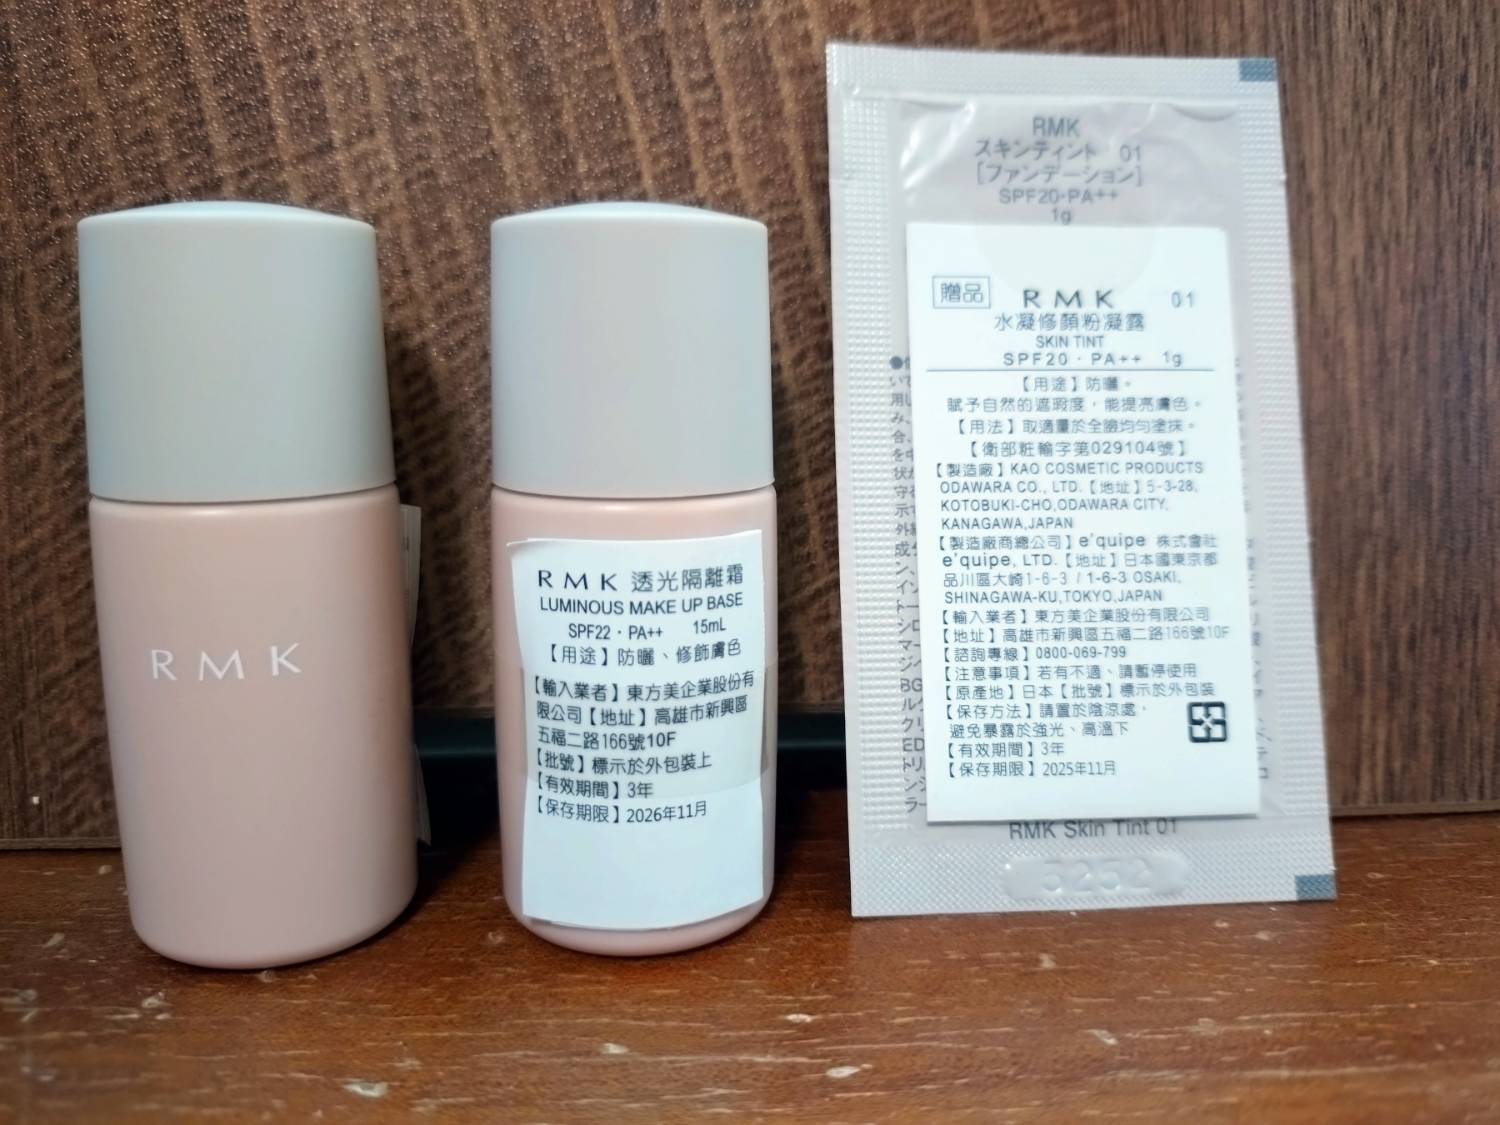 RMK
RMK 透光隔離霜
LUMINOUS MAKE UP BASE
SPF22・PA++ 15mL
【用途】防曬、修飾膚色
【輸入業者】東方美企業股份有
限公司【地址】高雄市新興區
五福二路166號10F
【批號】標示於外包裝上
【有效期間】3年
【保存期限】2026年11月
RMK
スキンティント 01
[ファンデーション]
SPF20・PA++
1g
贈品 RMK 01
水凝修顏粉凝露
SKIN TINT
SPF20・PA++ 1g
【用途】防曬。
賦予自然的遮瑕度，能提亮膚色。
【用法】取適量於全臉均勻塗抹。
【衛部粧輸字第029104號】
【製造廠】KAO COSMETIC PRODUCTS
ODAWARA CO., LTD.【地址】5-3-28,
KOTOBUKI-CHO,ODAWARA CITY,
KANAGAWA,JAPAN
【製造廠商總公司】e'quipe 株式會社
e'quipe, LTD.【地址】日本國東京都
品川區大崎1-6-3 / 1-6-3 OSAKI,
SHINAGAWA-KU,TOKYO,JAPAN
【輸入業者】東方美企業股份有限公司
【地址】高雄市新興區五福二路166號10F
【諮詢專線】0800-069-799
【注意事項】若有不適、請暫停使用
【原產地】日本【批號】標示於外包裝
【保存方法】請置於陰涼處，
避免暴露於強光、高溫下
【有效期間】3年
【保存期限】2025年11月
RMK Skin Tint 01
5252